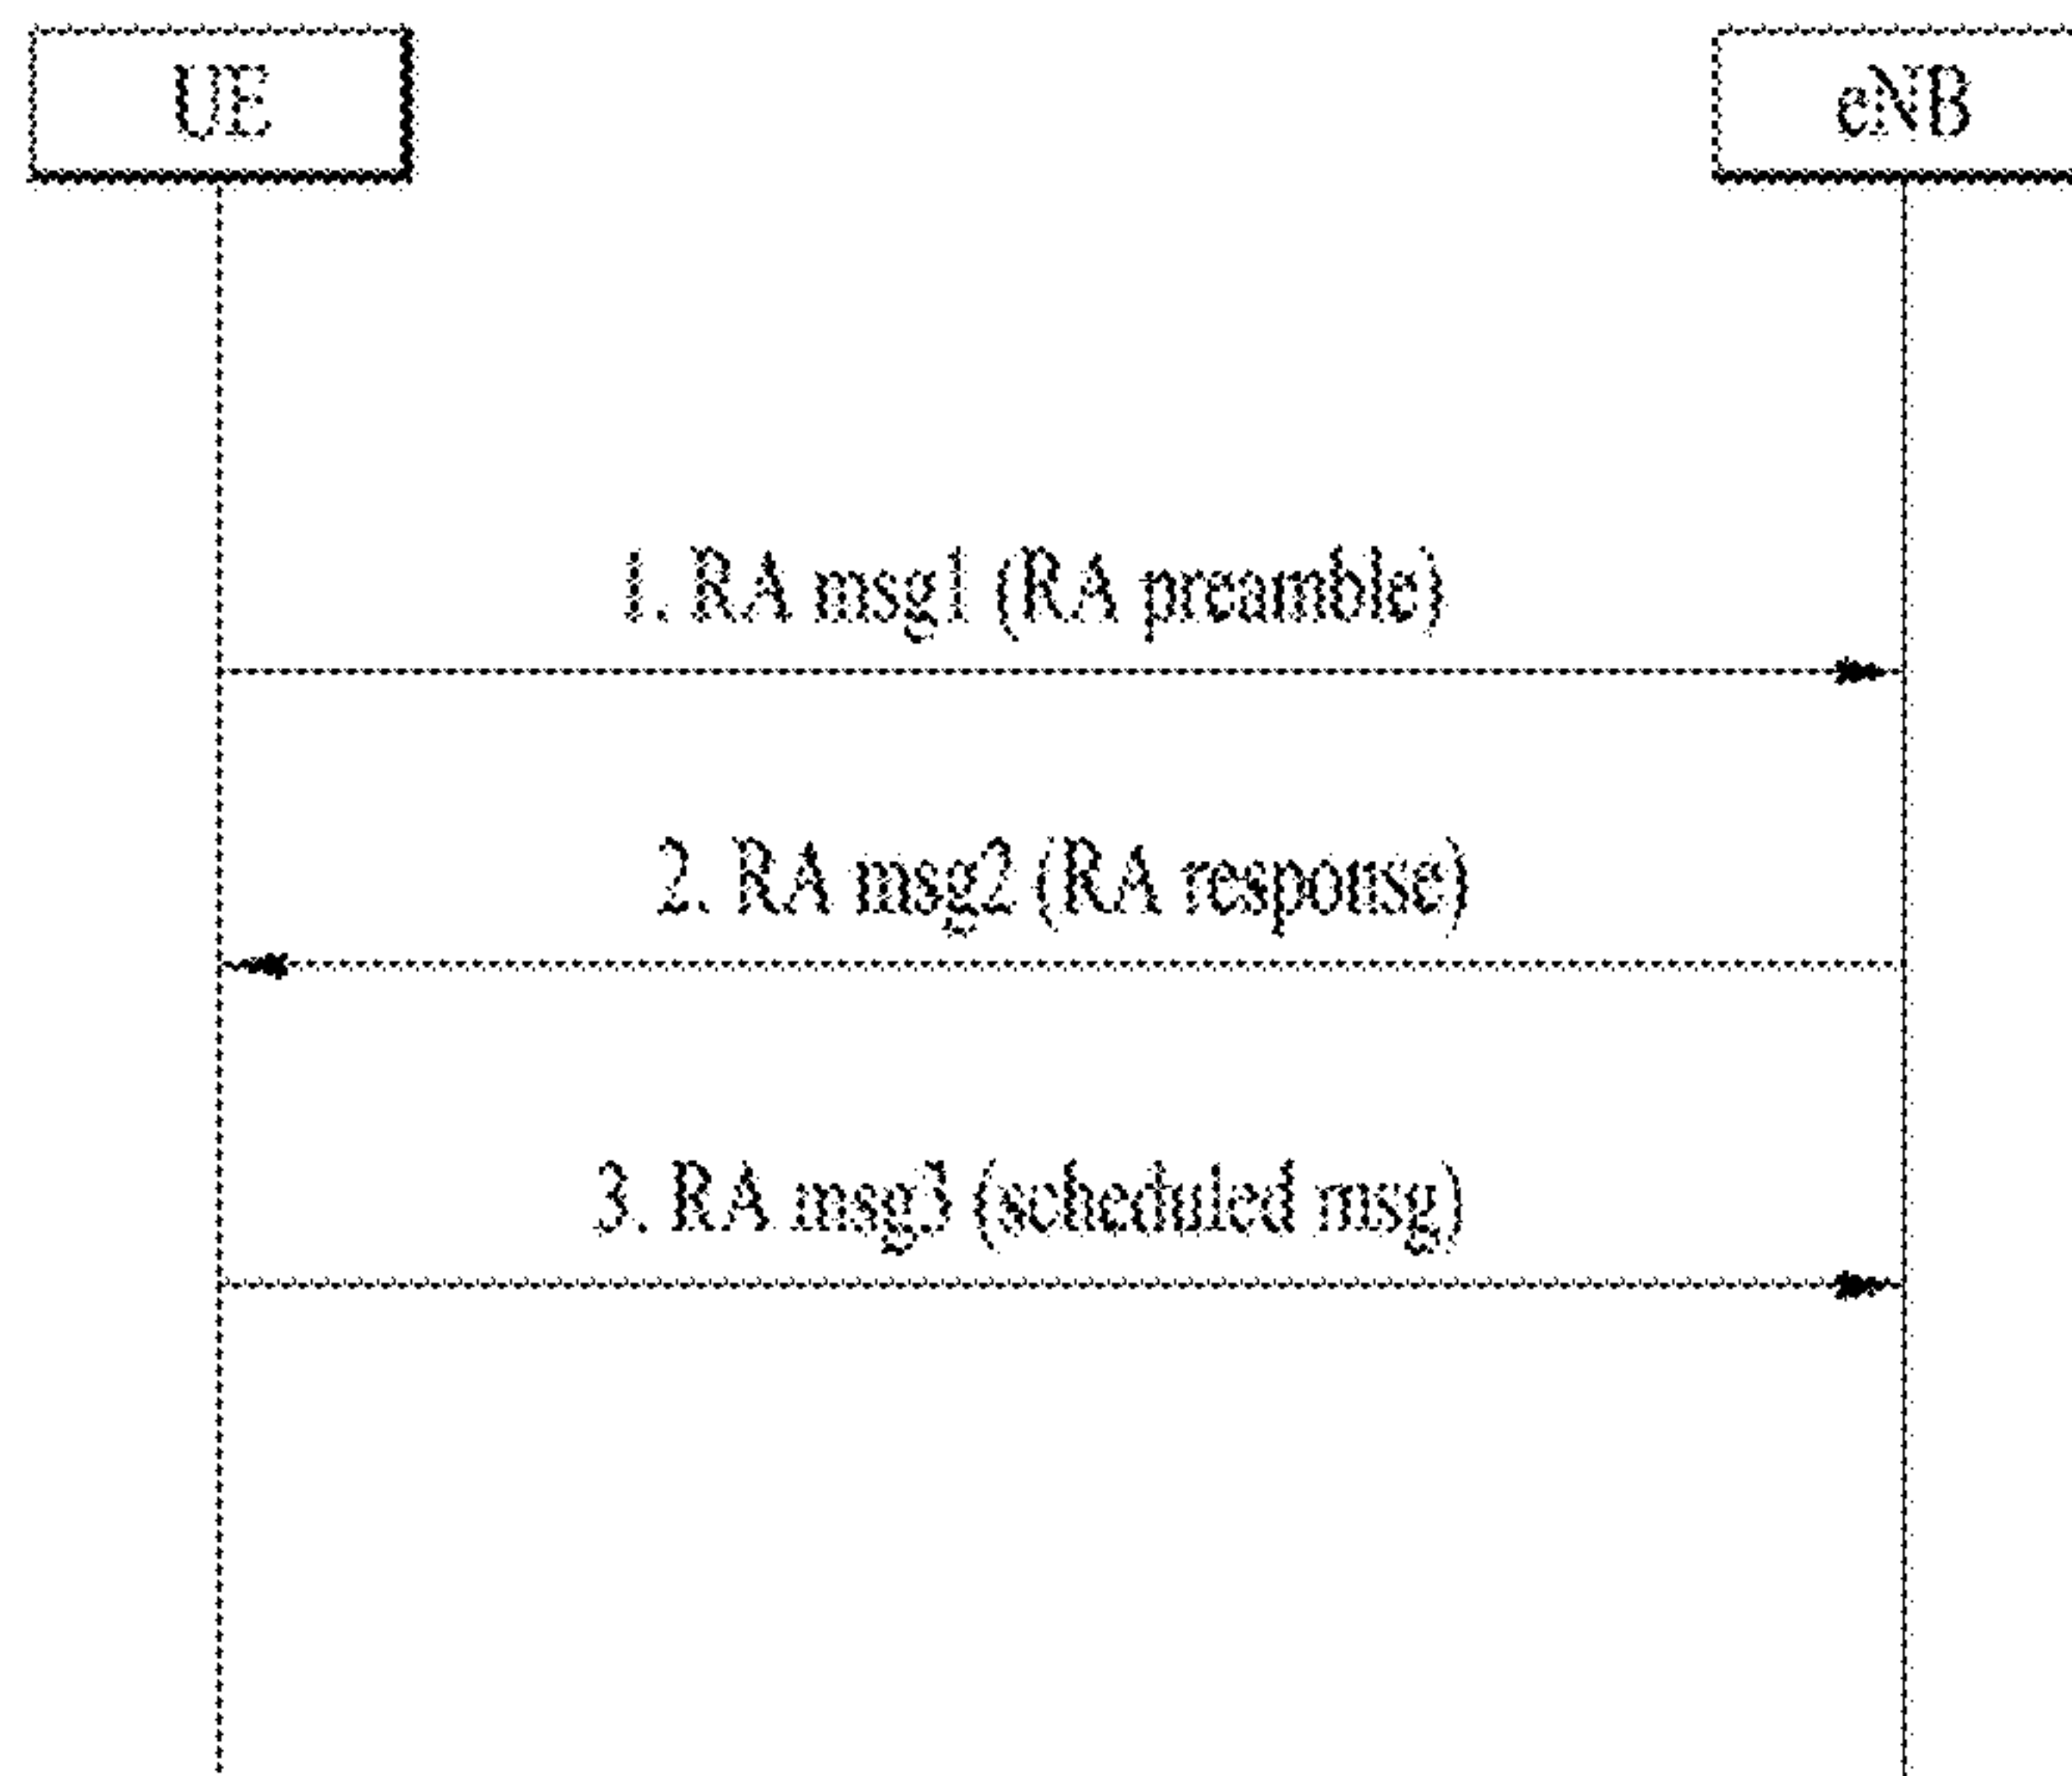 UE
eNB
1. RA msg1 (RA preamble)
2. RA msg2 (RA response)
3. RA msg3 (scheduled msg)